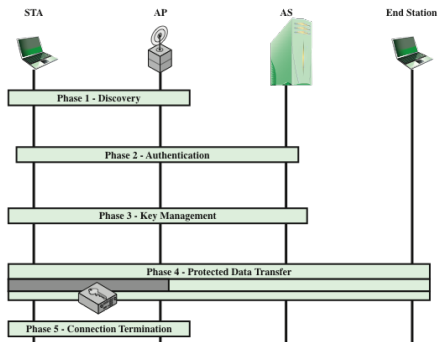 STA AP AS End Station
Phase 1 - Discovery
Phase 2 - Authentication
Phase 3 - Key Management
Phase 4 - Protected Data Transfer
Phase 5 - Connection Termination